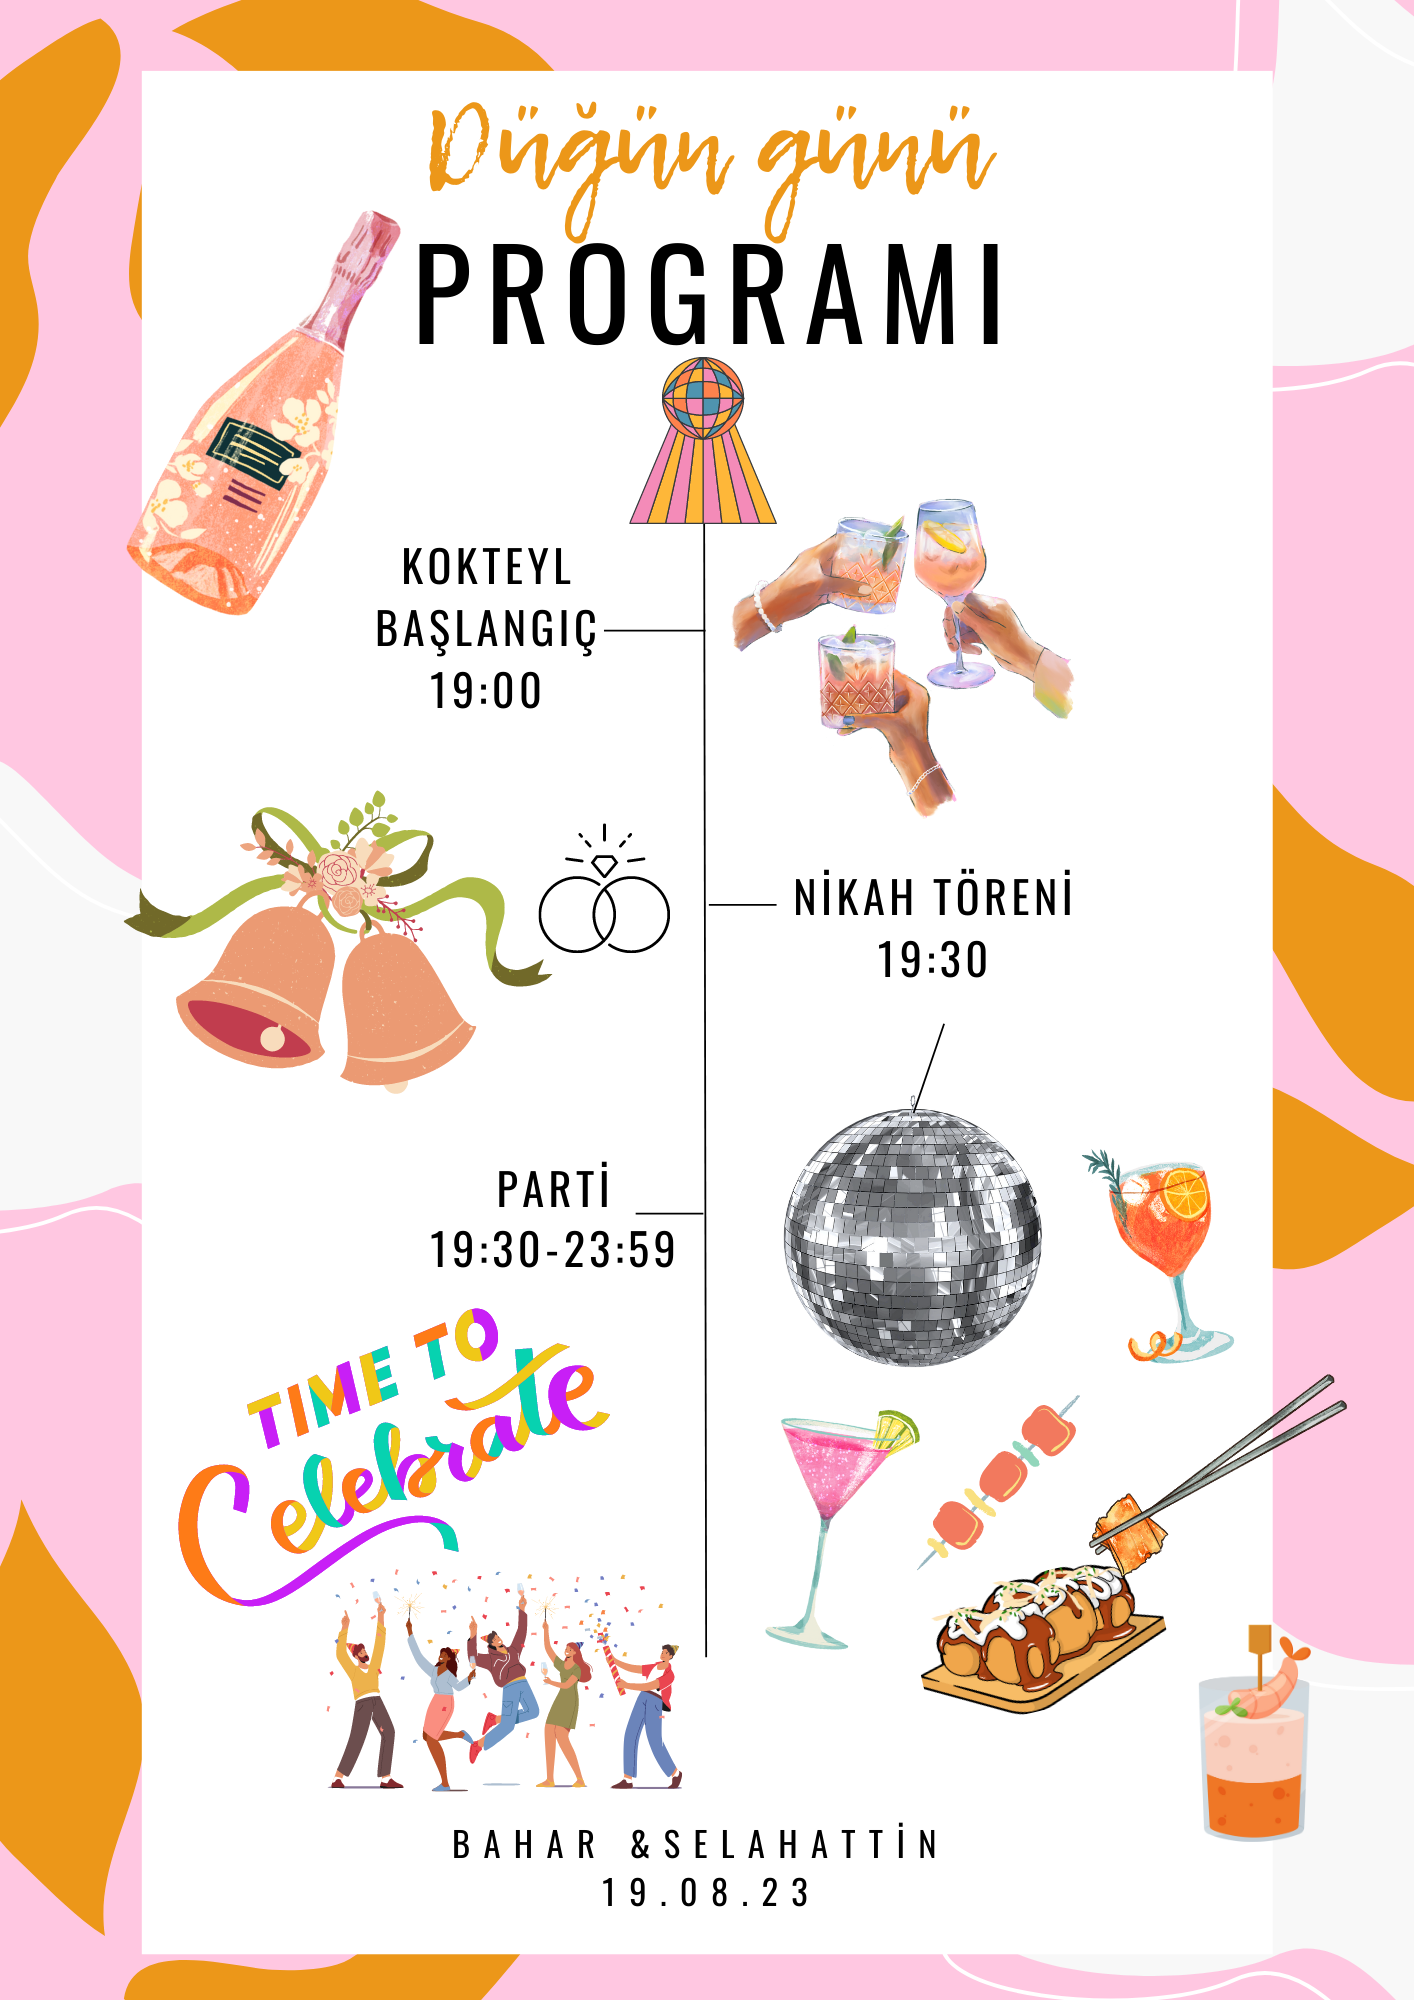 Düğün günü
PROGRAMI
KOKTEYL
BAŞLANGIÇ
19:00
NİKAH TÖRENİ
19:30
PARTİ
19:30-23:59
TIME TO
Celebrate
BAHAR &SELAHATTİN
19.08.23